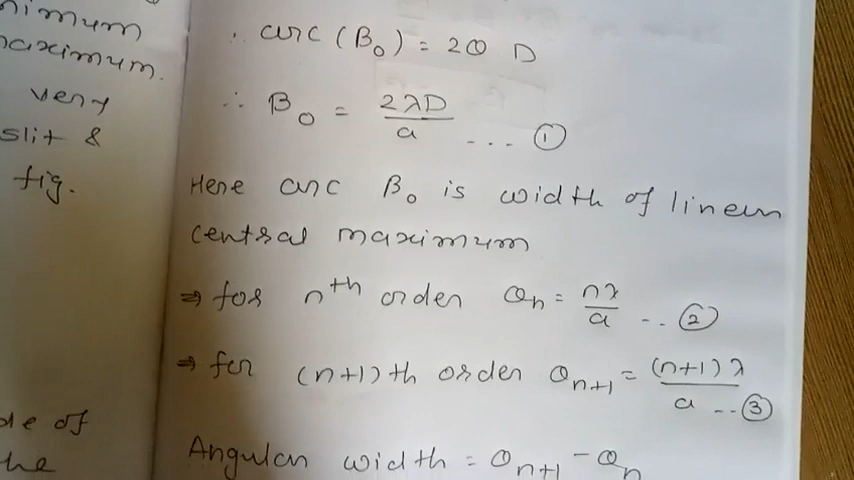 nimum
maximum.
very
slit &
fig.
de of
he
∴ arc (β₀) = 2θ D
∴ β₀ = 2λD/a ... ①
Here arc β₀ is width of linear
central maximum
⇒ for nᵗʰ order θn = nλ/a .. ②
⇒ for (n+1)th order θn+1 = (n+1)λ/a ... ③
Angular width = θn+1 - θn